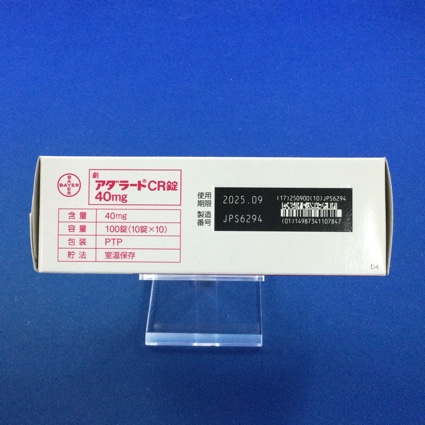 BAYER
劇
アダラートCR錠
40mg
含量 40mg
容量 100錠(10錠×10)
包装 PTP
貯法 室温保存
使用期限 2025.09
製造番号 JPS6294
(17)250900(10)JPS6294
(01)14987341107847